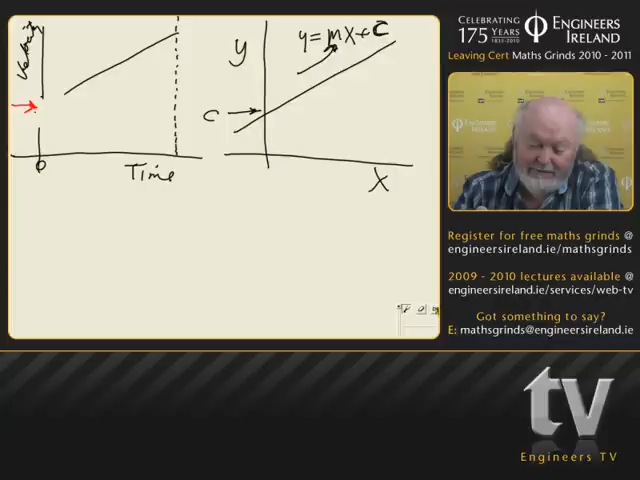 Velocity
0
Time
y
y = mx + c
c
x
CELEBRATING
175 YEARS
1835-2010
ENGINEERS
IRELAND
Leaving Cert Maths Grinds 2010 - 2011
Register for free maths grinds @
engineersireland.ie/mathsgrinds
2009 - 2010 lectures available @
engineersireland.ie/services/web-tv
Got something to say?
E: mathsgrinds@engineersireland.ie
tv
Engineers TV